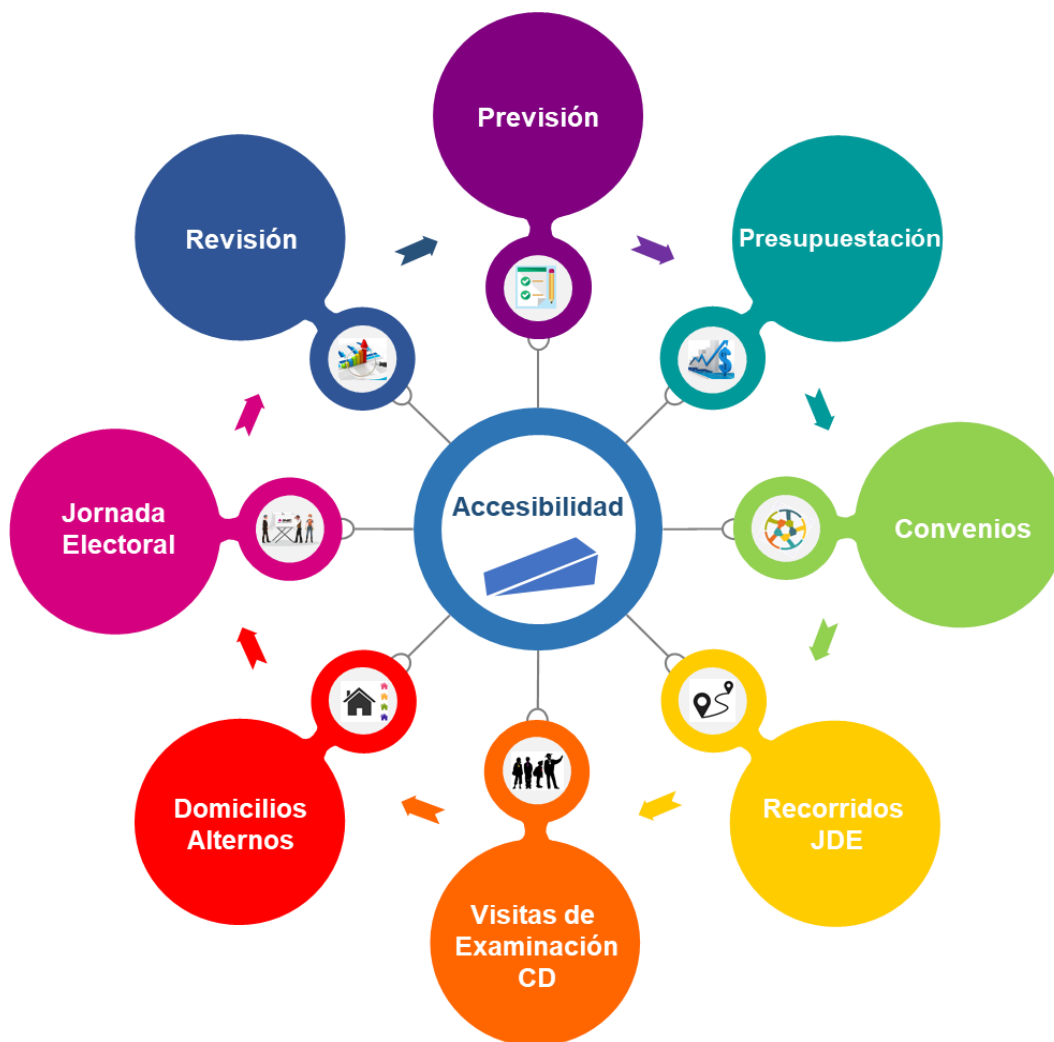 Previsión
Presupuestación
Convenios
Recorridos
JDE
Visitas de
Examinación
CD
Domicilios
Alternos
Jornada
Electoral
Revisión
Accesibilidad